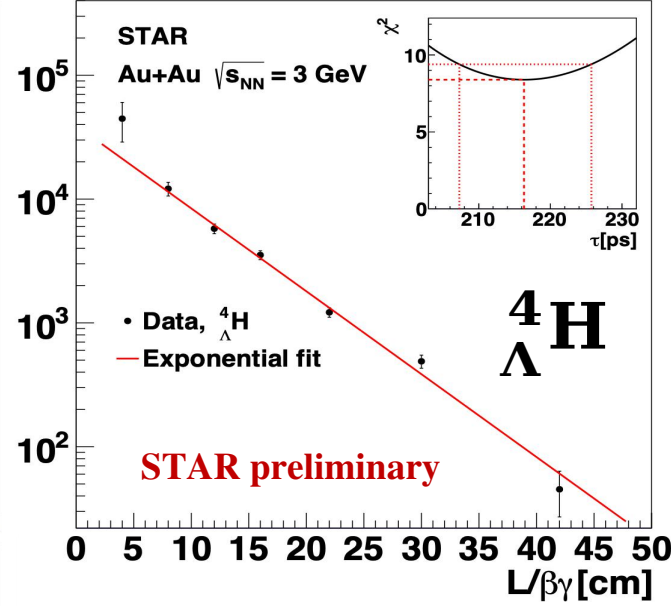 STAR
Au+Au √sNN = 3 GeV
10⁵
10⁴
10³
10²
χ²
10
5
0
210 220 230
τ[ps]
⁴ΛH
Data, ⁴ΛH
Exponential fit
STAR preliminary
0 5 10 15 20 25 30 35 40 45 50
L/βγ[cm]